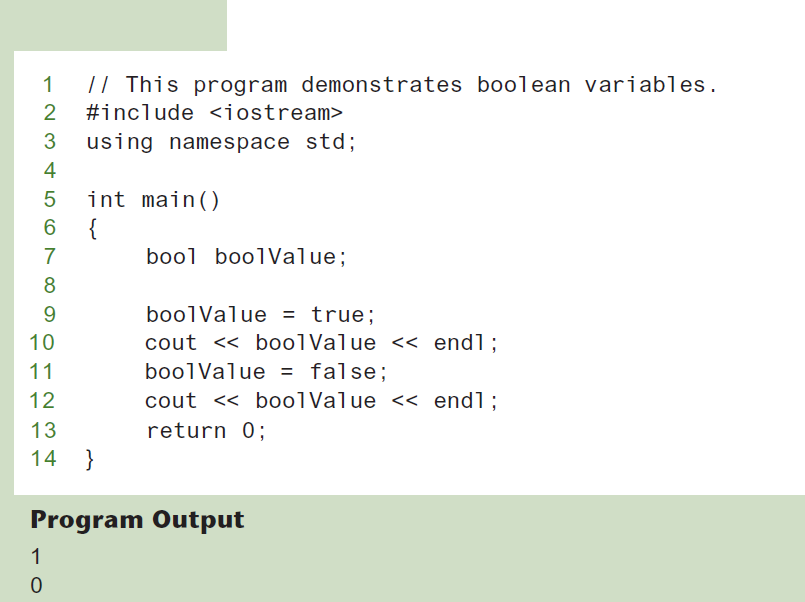 1 // This program demonstrates boolean variables.
2 #include <iostream>
3 using namespace std;
4
5 int main()
6 {
7 bool boolValue;
8
9 boolValue = true;
10 cout << boolValue << endl;
11 boolValue = false;
12 cout << boolValue << endl;
13 return 0;
14 }
Program Output
1
0